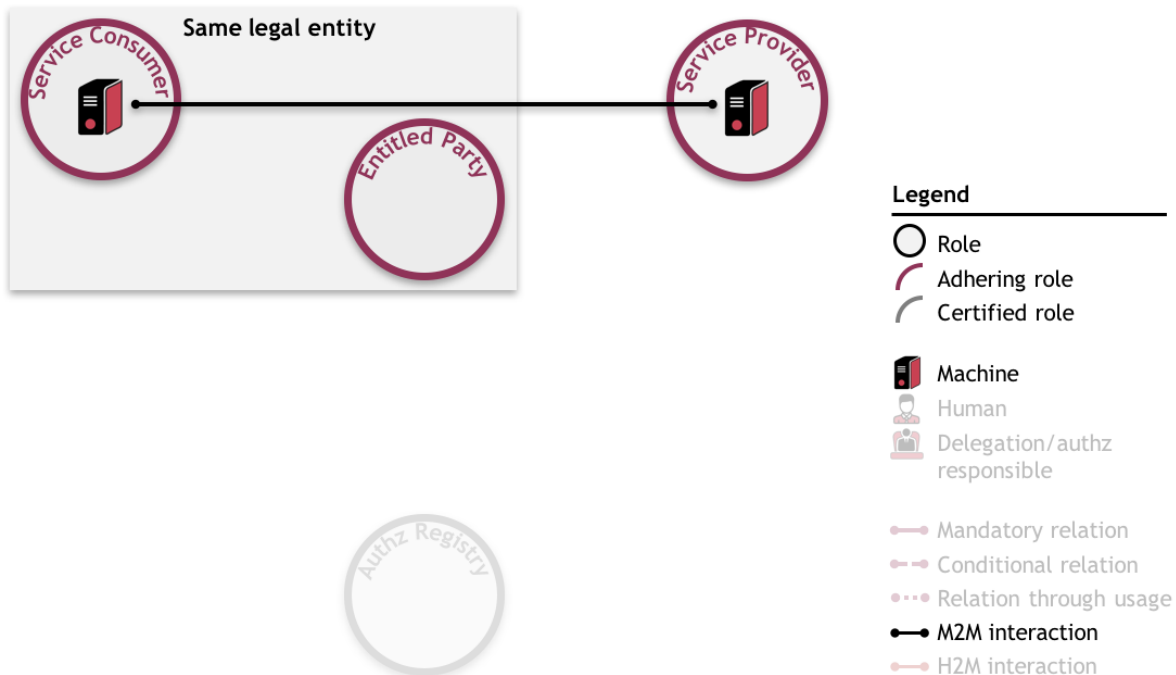 Same legal entity
Service Consumer
Service Provider
Entitled Party
Legend
Role
Adhering role
Certified role
Machine
Human
Delegation/authz
responsible
Authz Registry
Mandatory relation
Conditional relation
Relation through usage
M2M interaction
H2M interaction